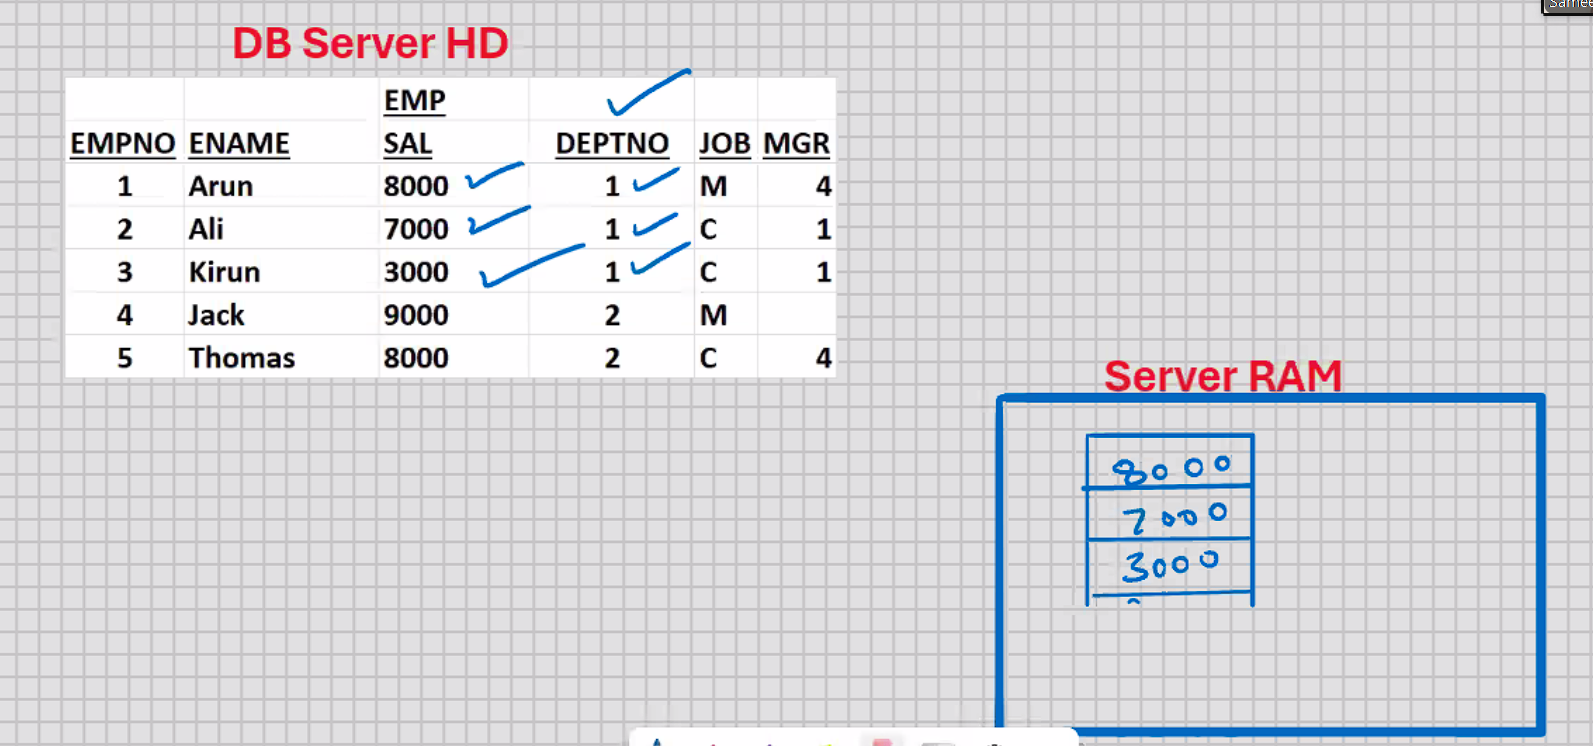 Samee
DB Server HD
EMP
EMPNO ENAME SAL DEPTNO JOB MGR
1 Arun 8000 1 M 4
2 Ali 7000 1 C 1
3 Kirun 3000 1 C 1
4 Jack 9000 2 M
5 Thomas 8000 2 C 4
Server RAM
8000
7000
3000